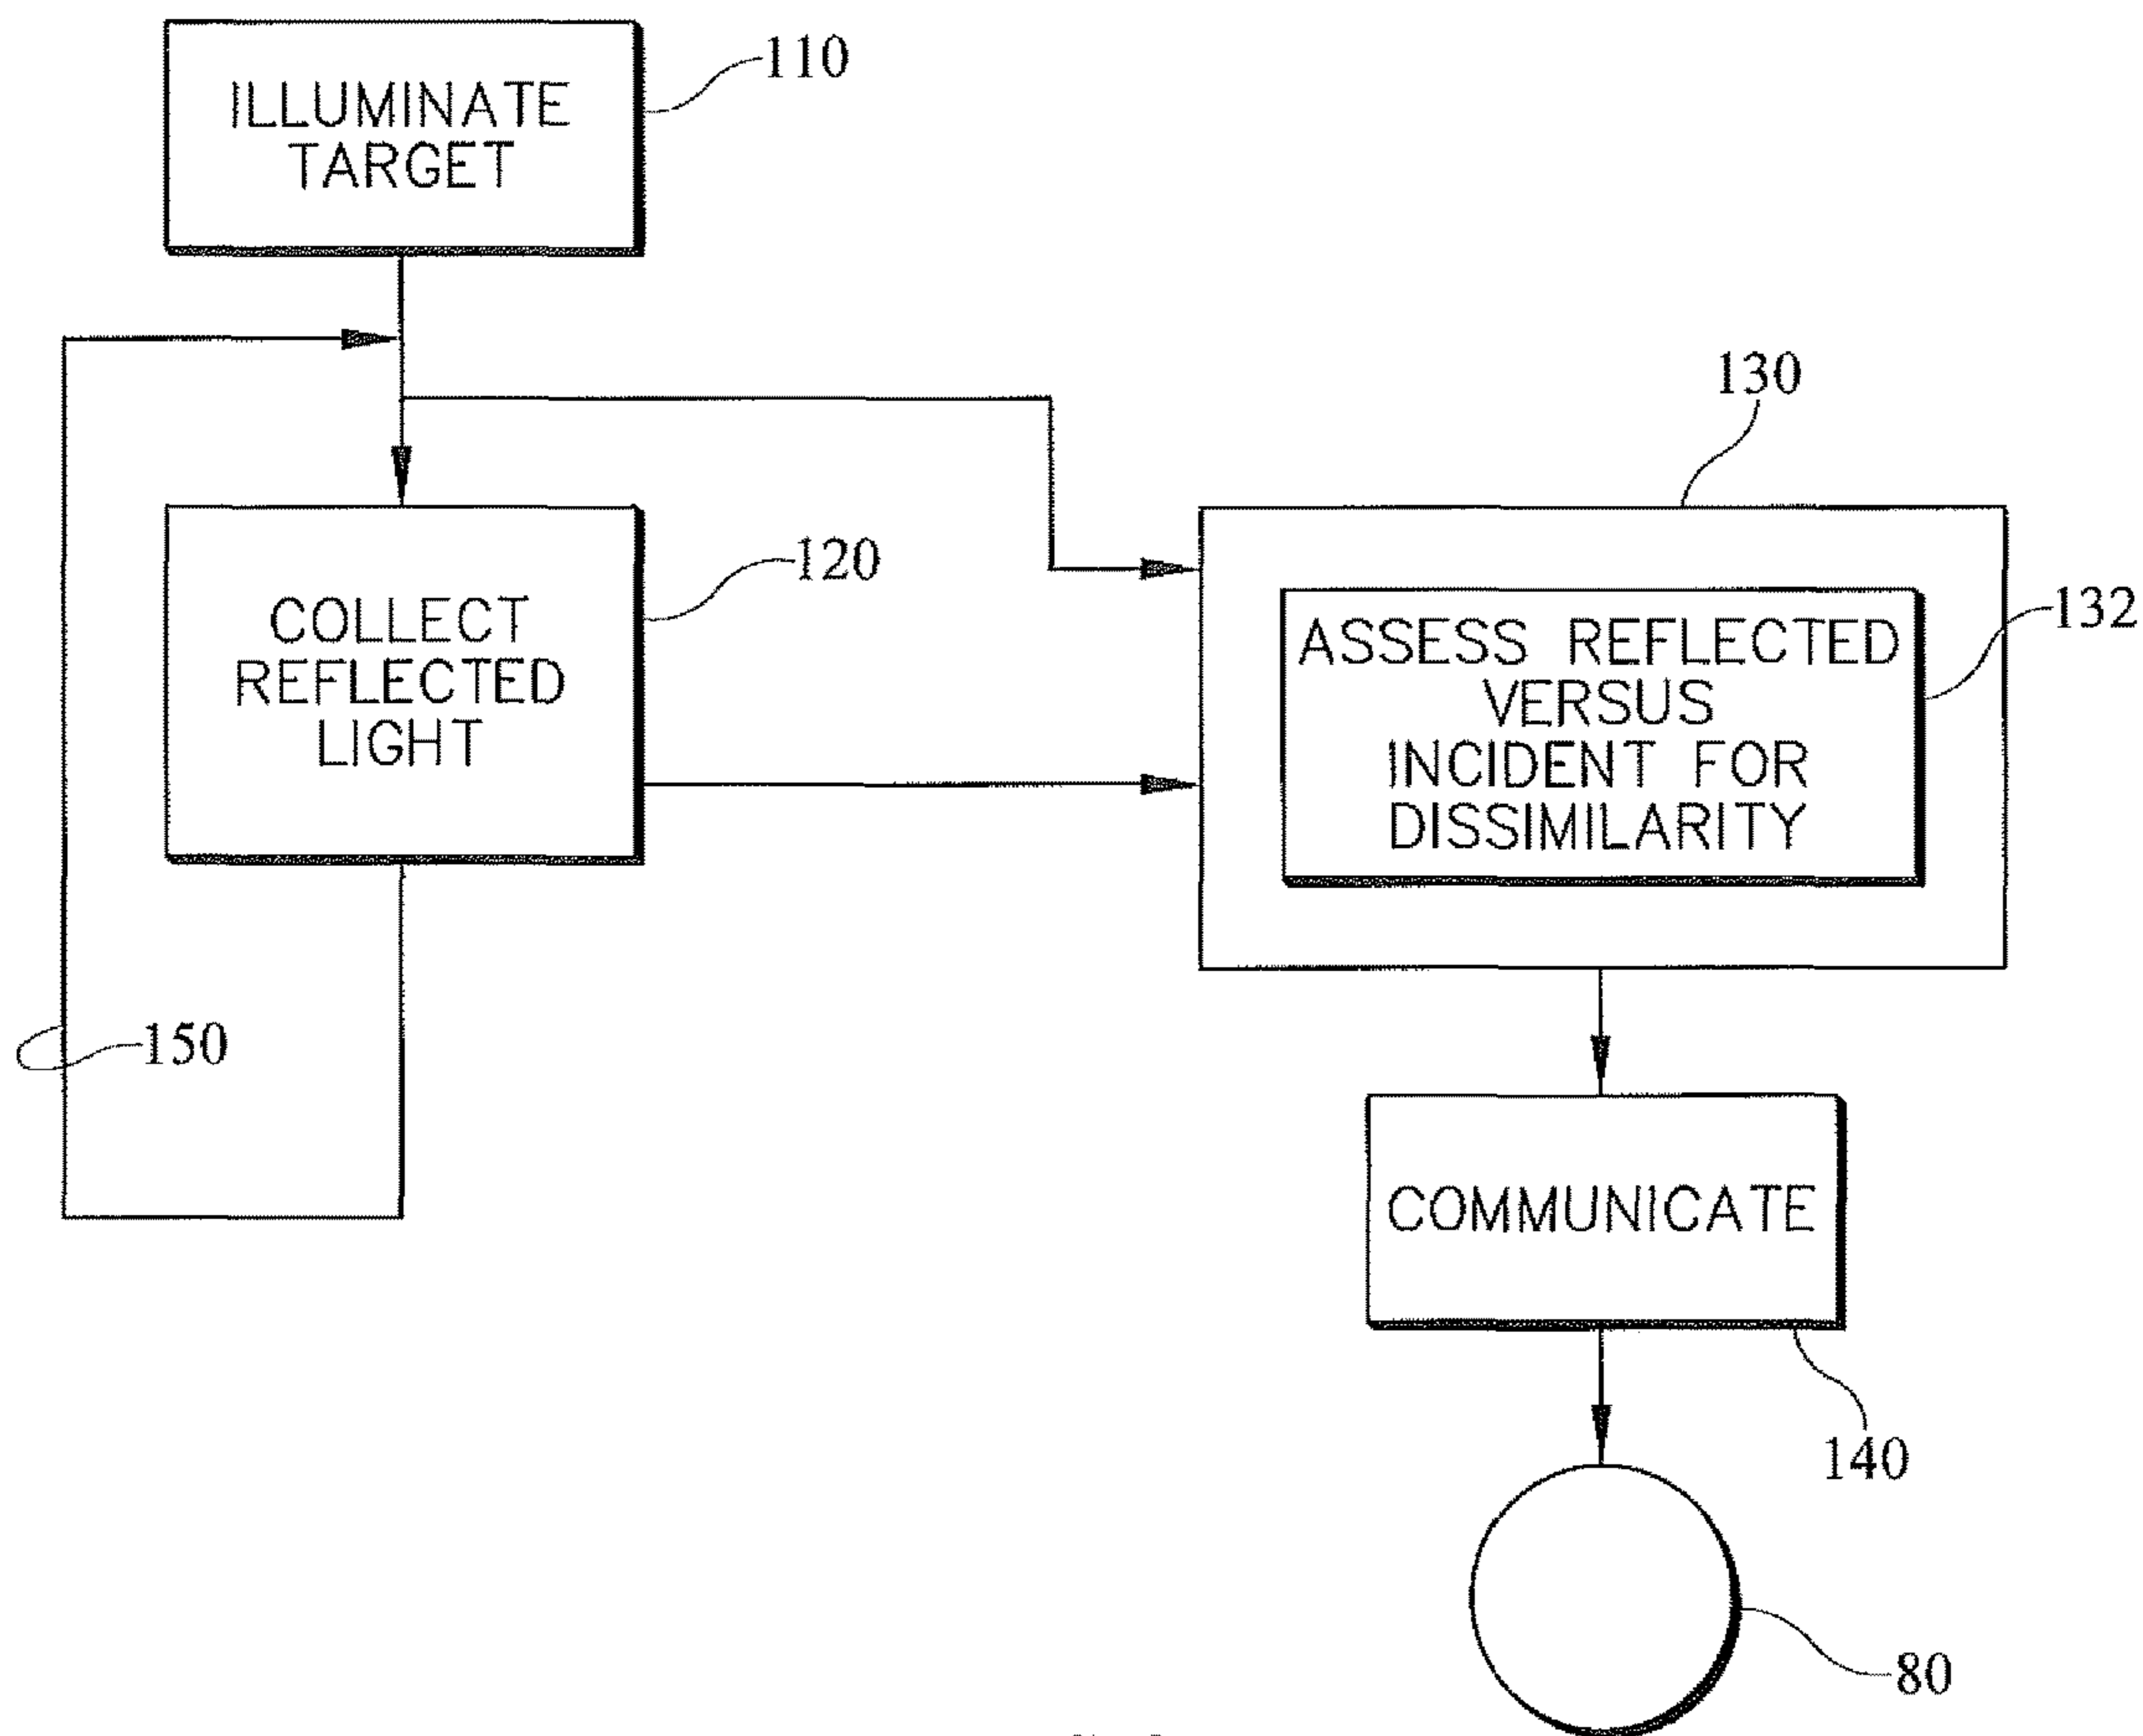 110
ILLUMINATE
TARGET
130
120
COLLECT
REFLECTED
LIGHT
132
ASSESS REFLECTED
VERSUS
INCIDENT FOR
DISSIMILARITY
150
COMMUNICATE
140
80